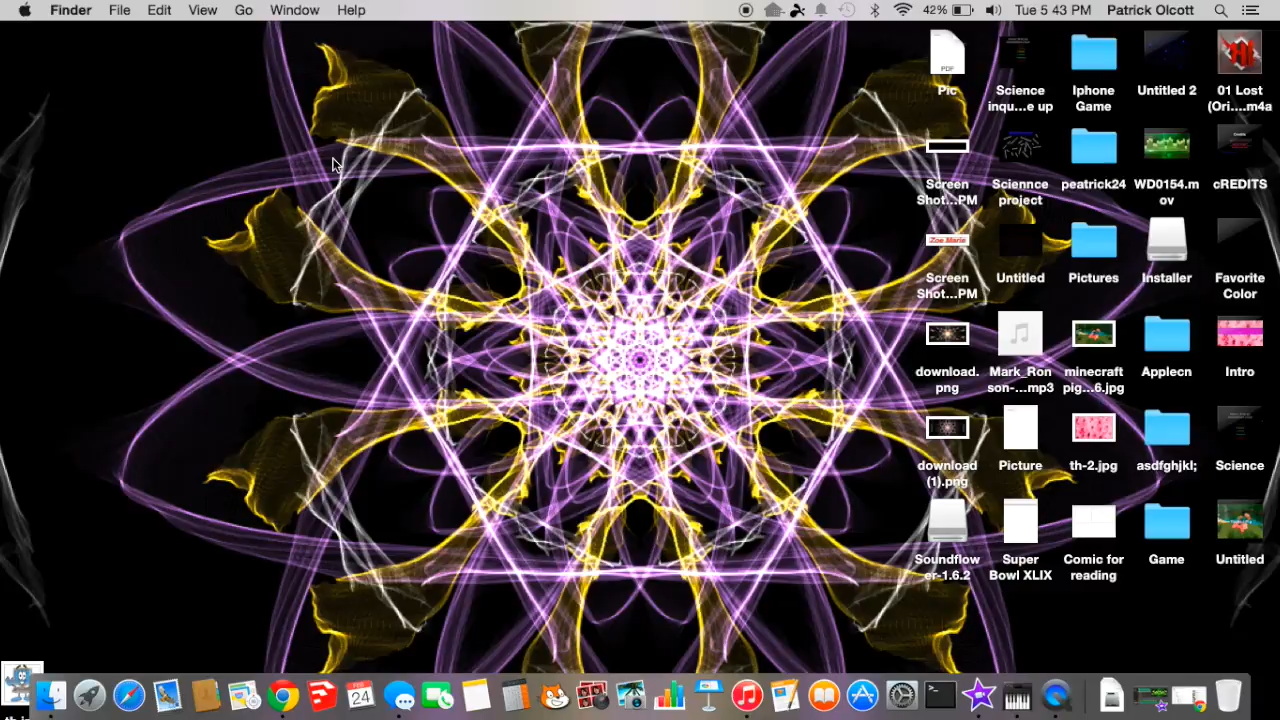 Finder File Edit View Go Window Help 42% Tue 5 43 PM Patrick Olcott
PDF
Pic
Science inqu...e up
Iphone Game
Untitled 2
01 Lost (Ori....m4a
Screen Shot...PM
Sciennce project
peatrick24
WD0154.mov
cREDITS
Zoe Marie
Screen Shot...PM
Untitled
Pictures
Installer
Favorite Color
download.png
Mark_Ron son-...mp3
minecraft pig...6.jpg
Applecn
Intro
download (1).png
Picture
th-2.jpg
asdfghjkl;
Science
Soundflow er-1.6.2
Super Bowl XLIX
Comic for reading
Game
Untitled
24